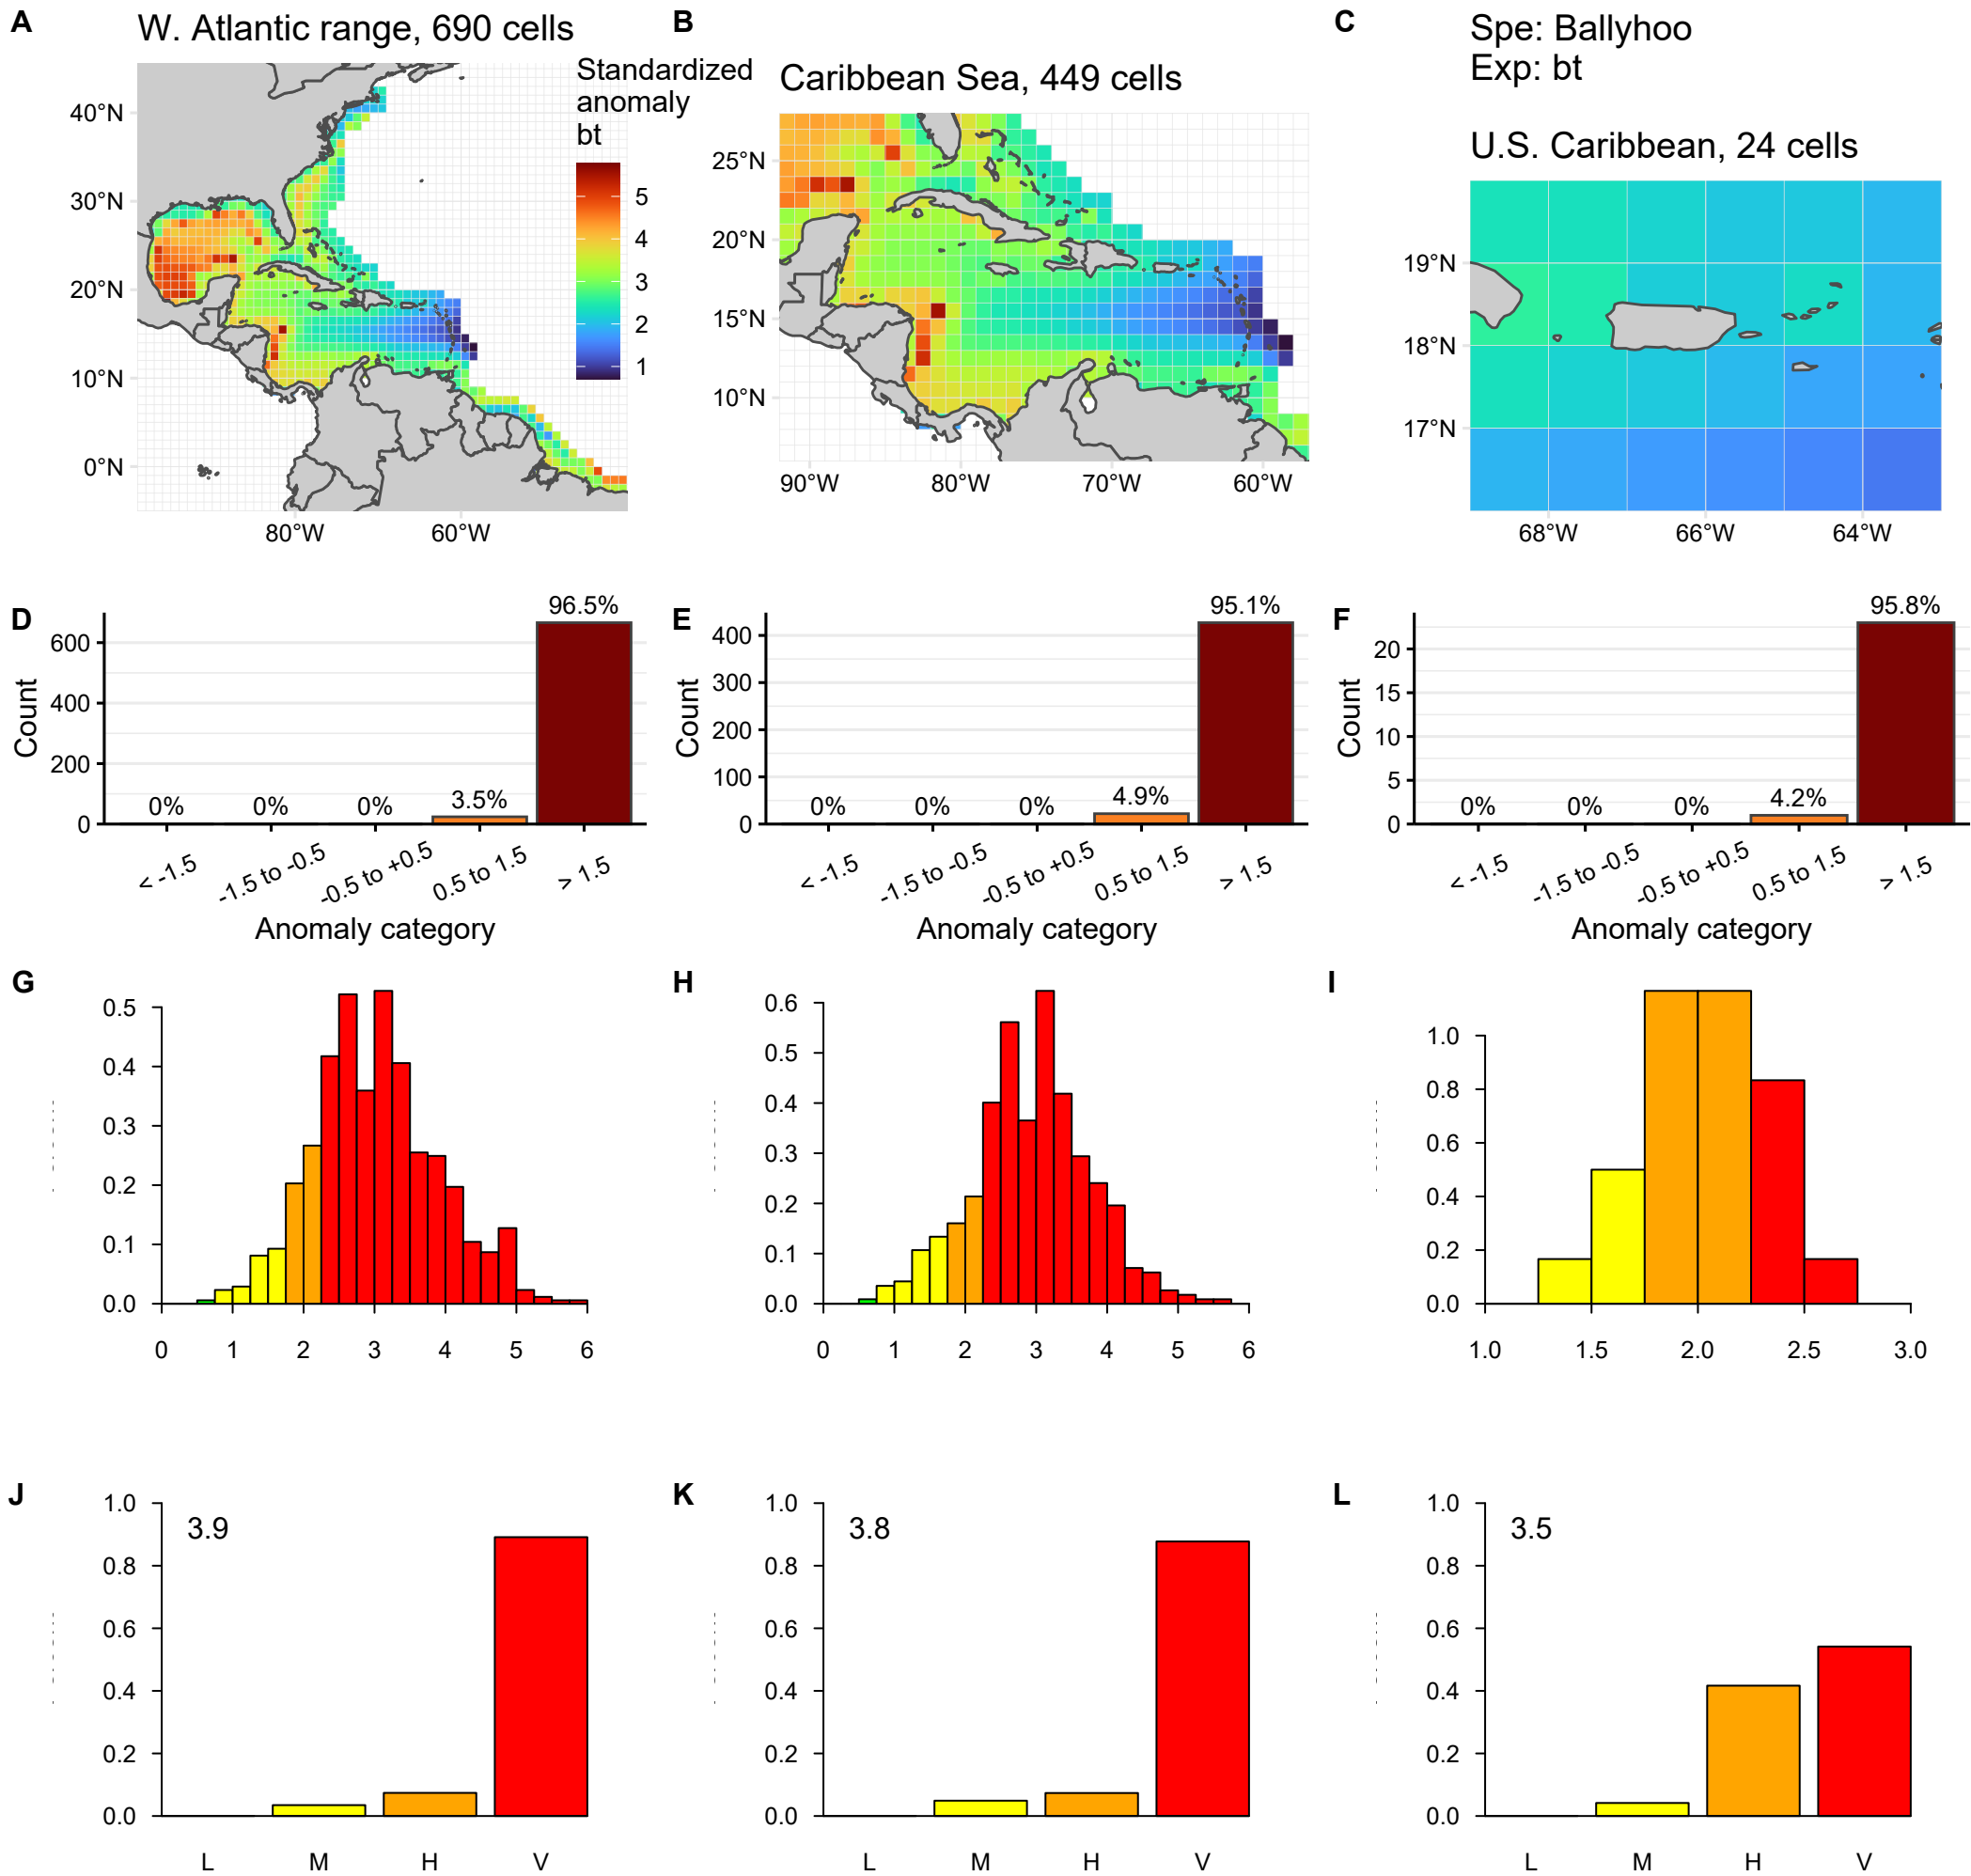 A
W. Atlantic range, 690 cells
Standardized
anomaly
bt
5
4
3
2
1
40°N
30°N
20°N
10°N
0°N
80°W
60°W
B
Caribbean Sea, 449 cells
25°N
20°N
15°N
10°N
90°W
80°W
70°W
60°W
C
Spe: Ballyhoo
Exp: bt
U.S. Caribbean, 24 cells
19°N
18°N
17°N
68°W
66°W
64°W
D
Count
600
400
200
0
0%
0%
0%
3.5%
96.5%
< -1.5
-1.5 to -0.5
-0.5 to +0.5
0.5 to 1.5
> 1.5
Anomaly category
E
Count
400
300
200
100
0
0%
0%
0%
4.9%
95.1%
< -1.5
-1.5 to -0.5
-0.5 to +0.5
0.5 to 1.5
> 1.5
Anomaly category
F
Count
20
15
10
5
0
0%
0%
0%
4.2%
95.8%
< -1.5
-1.5 to -0.5
-0.5 to +0.5
0.5 to 1.5
> 1.5
Anomaly category
G
0.5
0.4
0.3
0.2
0.1
0.0
0 1 2 3 4 5 6
H
0.6
0.5
0.4
0.3
0.2
0.1
0.0
0 1 2 3 4 5 6
I
1.0
0.8
0.6
0.4
0.2
0.0
1.0 1.5 2.0 2.5 3.0
J
3.9
1.0
0.8
0.6
0.4
0.2
0.0
L M H V
K
3.8
1.0
0.8
0.6
0.4
0.2
0.0
L M H V
L
3.5
1.0
0.8
0.6
0.4
0.2
0.0
L M H V